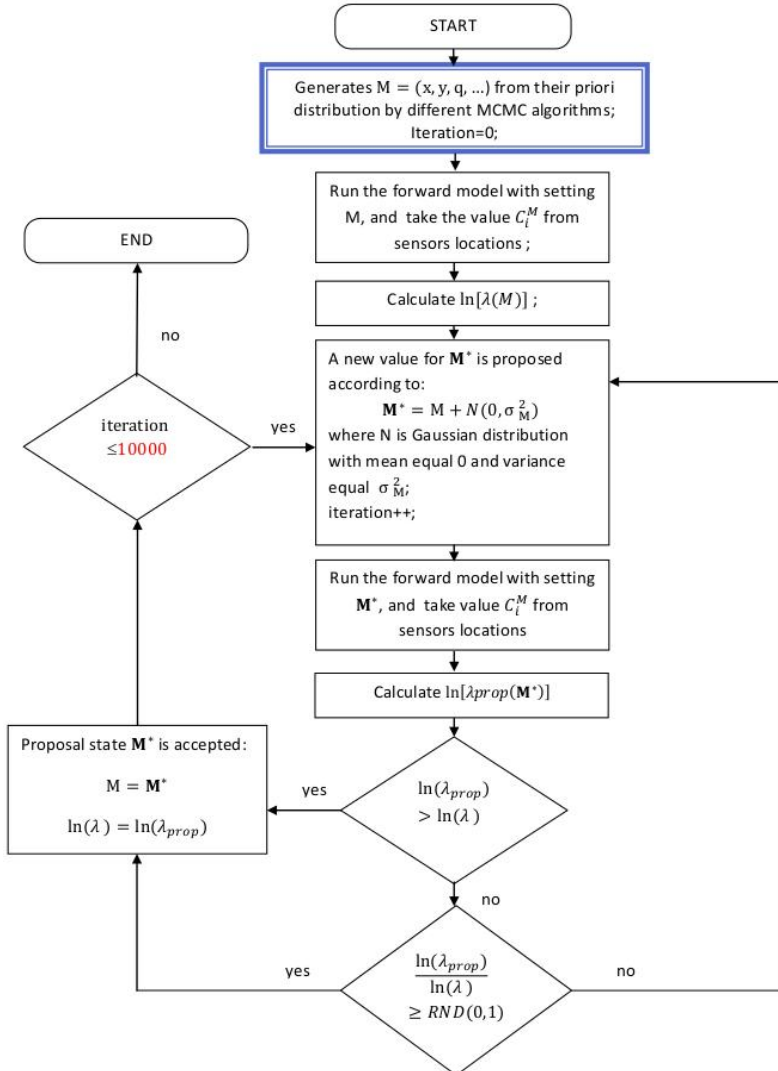 START
Generates M = (x, y, q, ...) from their priori
distribution by different MCMC algorithms;
Iteration=0;
Run the forward model with setting
M, and take the value C_i^M from
sensors locations ;
Calculate ln[λ(M)] ;
A new value for M* is proposed
according to:
M* = M + N(0, σ_M^2)
where N is Gaussian distribution
with mean equal 0 and variance
equal σ_M^2;
iteration++;
Run the forward model with setting
M*, and take value C_i^M from
sensors locations
Calculate ln[λprop(M*)]
ln(λ_prop)
> ln(λ)
yes
no
Proposal state M* is accepted:
M = M*
ln(λ) = ln(λ_prop)
ln(λ_prop)
ln(λ)
≥ RND(0,1)
yes
no
iteration
≤10000
yes
no
END